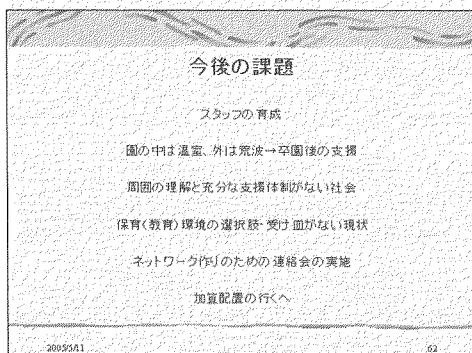 今後の課題
スタッフの育成
園の中は温室、外は荒波→卒園後の支援
周囲の理解と充分な支援体制がない社会
保育(教育)環境の選択肢・受け皿がない現状
ネットワーク作りのための連絡会の実施
加算配置の行くへ
2005/5/11
62